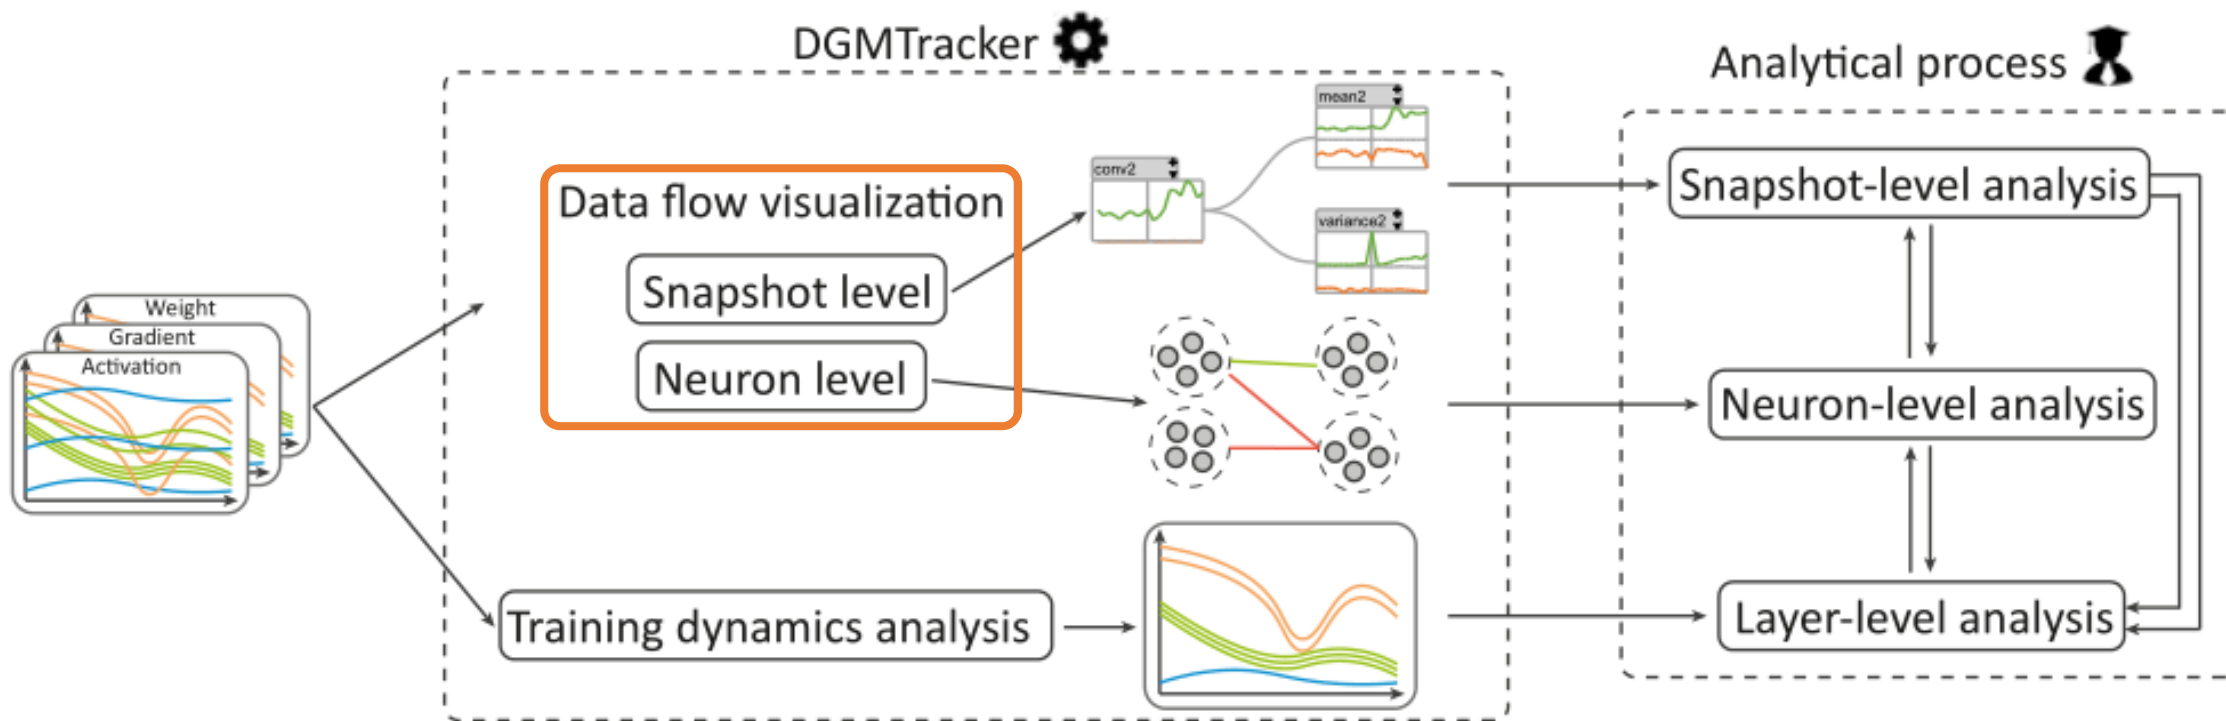 DGMTracker
Analytical process
mean2
conv2
variance2
Data flow visualization
Snapshot level
Neuron level
Weight
Gradient
Activation
Training dynamics analysis
Snapshot-level analysis
Neuron-level analysis
Layer-level analysis